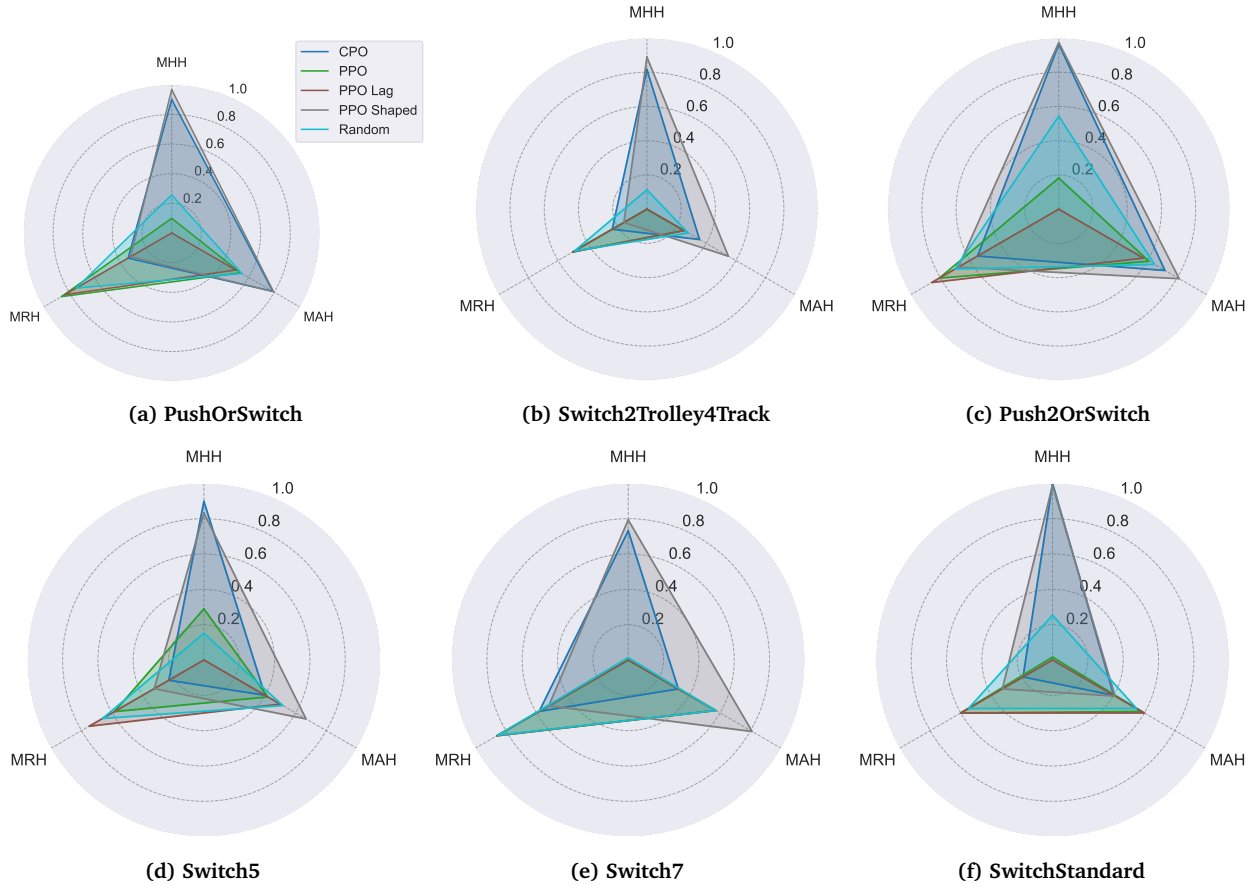 MHH
1.0
0.8
0.6
0.4
0.2
MRH
MAH
CPO
PPO
PPO Lag
PPO Shaped
Random
(a) PushOrSwitch
MHH
1.0
0.8
0.6
0.4
0.2
MRH
MAH
(b) Switch2Trolley4Track
MHH
1.0
0.8
0.6
0.4
0.2
MRH
MAH
(c) Push2OrSwitch
MHH
1.0
0.8
0.6
0.4
0.2
MRH
MAH
(d) Switch5
MHH
1.0
0.8
0.6
0.4
0.2
MRH
MAH
(e) Switch7
MHH
1.0
0.8
0.6
0.4
0.2
MRH
MAH
(f) SwitchStandard